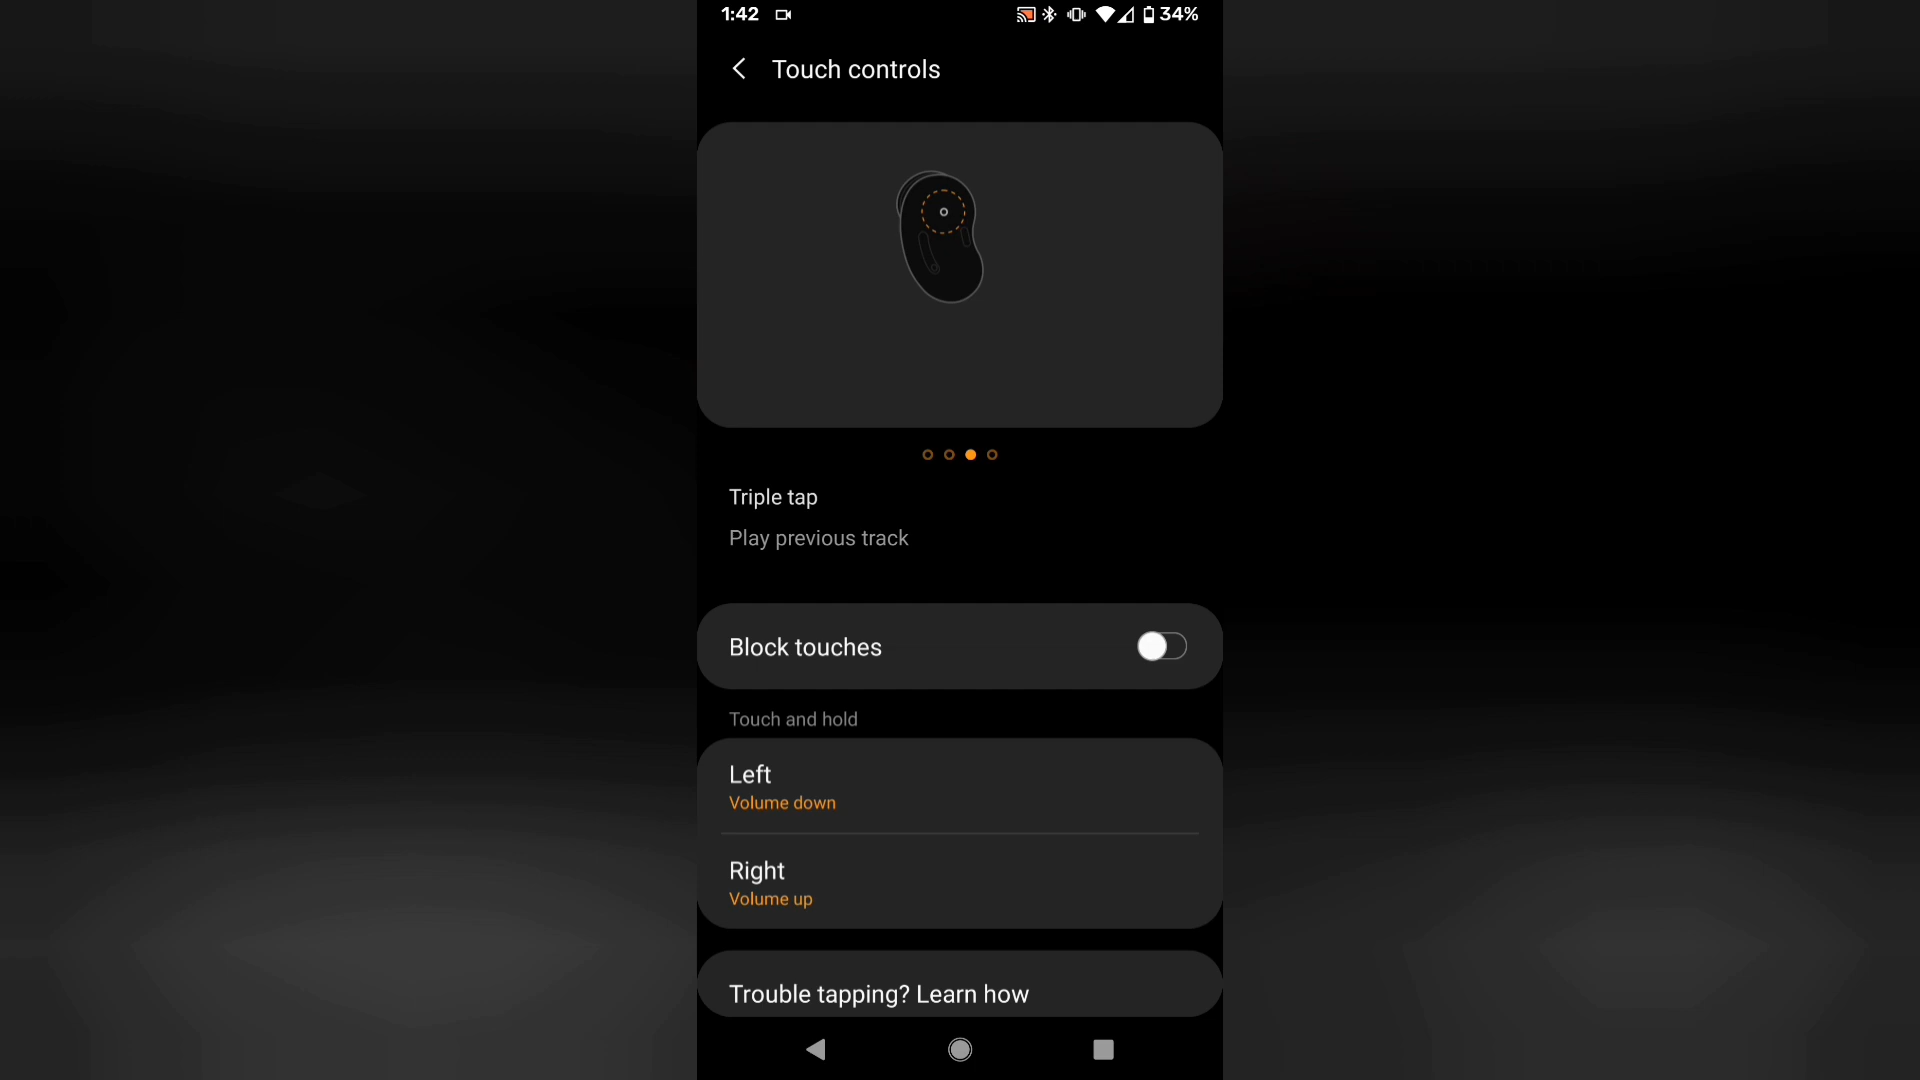 1:42 34%
Touch controls
Triple tap
Play previous track
Block touches
Touch and hold
Left
Volume down
Right
Volume up
Trouble tapping? Learn how